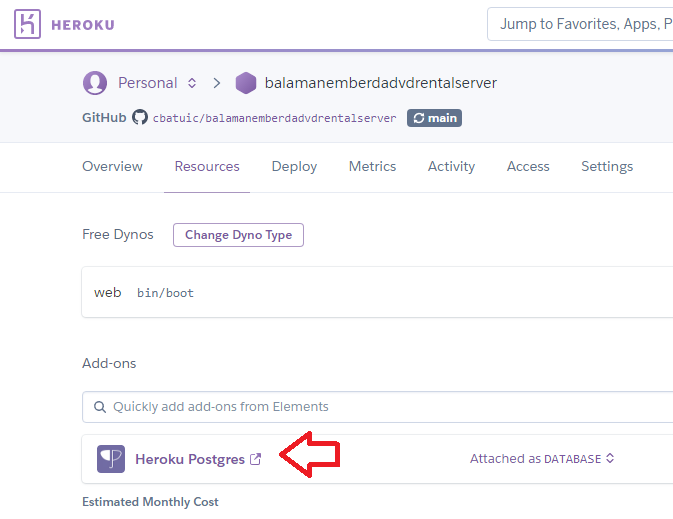 HEROKU
Jump to Favorites, Apps, P
Personal > balamanemberdadvdrentalserver
GitHub cbatuic/balamanemberdadvdrentalserver main
Overview Resources Deploy Metrics Activity Access Settings
Free Dynos Change Dyno Type
web bin/boot
Add-ons
Quickly add add-ons from Elements
Heroku Postgres Attached as DATABASE
Estimated Monthly Cost